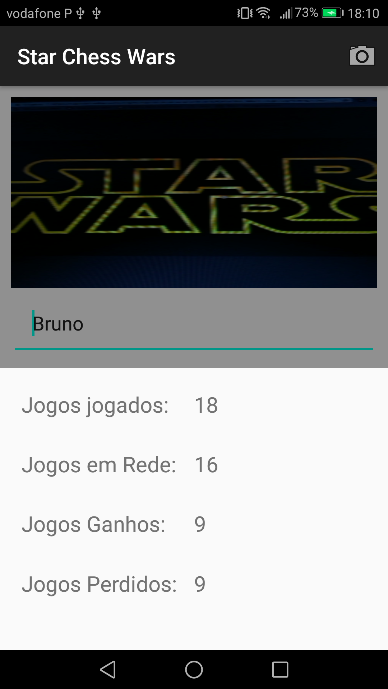 vodafone P 73% 18:10
Star Chess Wars
STAR
WARS
Bruno
Jogos jogados: 18
Jogos em Rede: 16
Jogos Ganhos: 9
Jogos Perdidos: 9